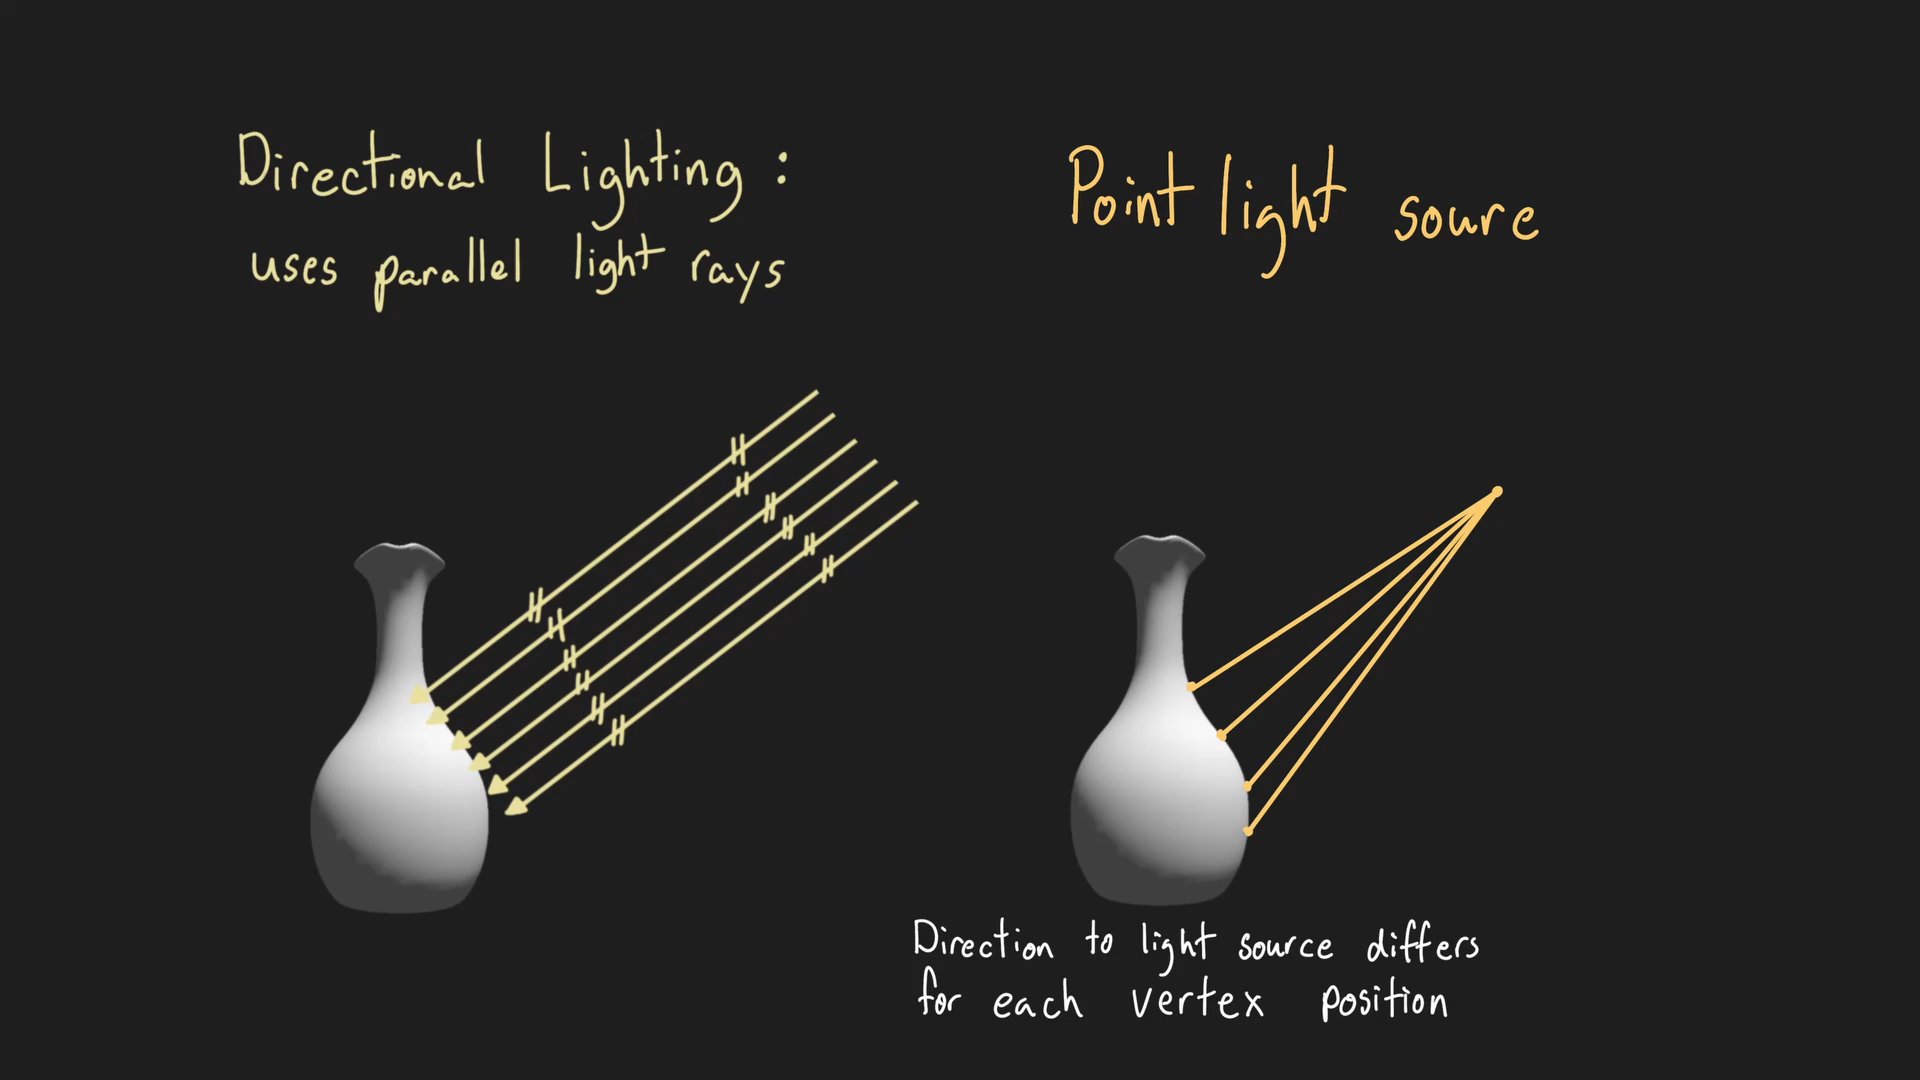 Directional Lighting :
uses parallel light rays
Point light soure
Direction to light source differs
for each vertex position